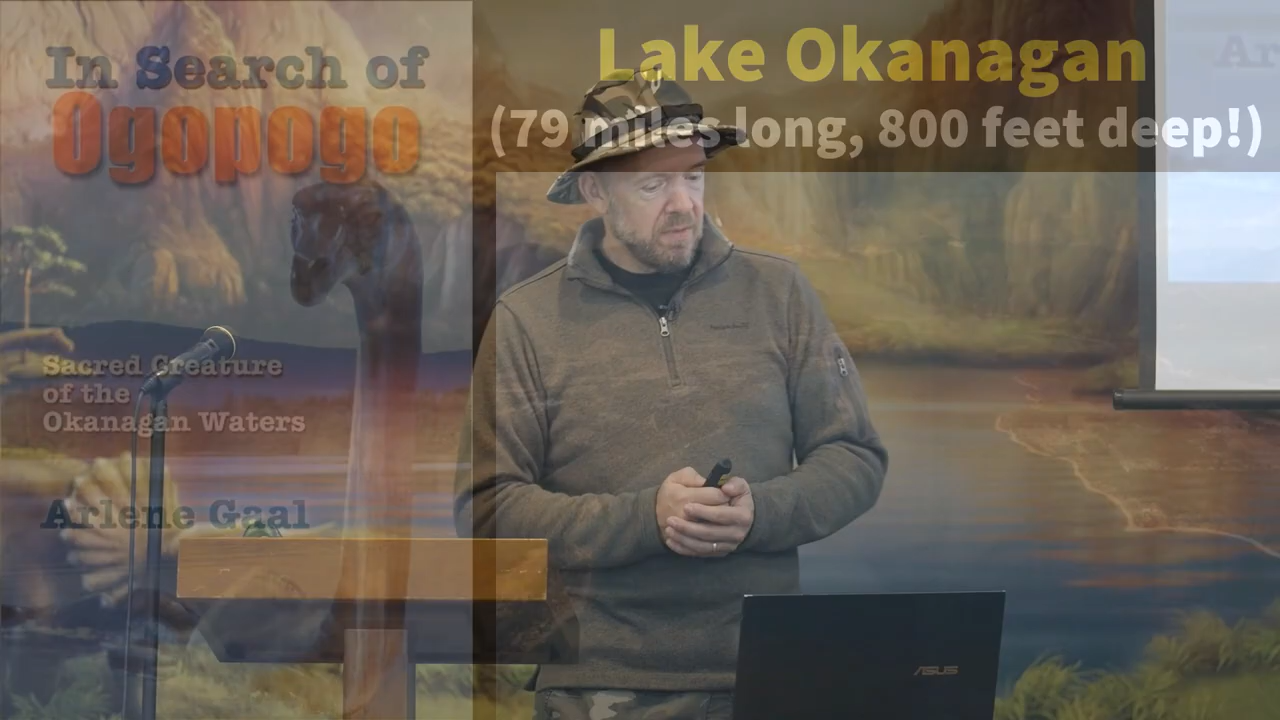 In Search of
Ogopogo
Sacred Creature
of the
Okanagan Waters
Arlene Gaal
Lake Okanagan
(79 miles long, 800 feet deep!)
Ar
ASUS